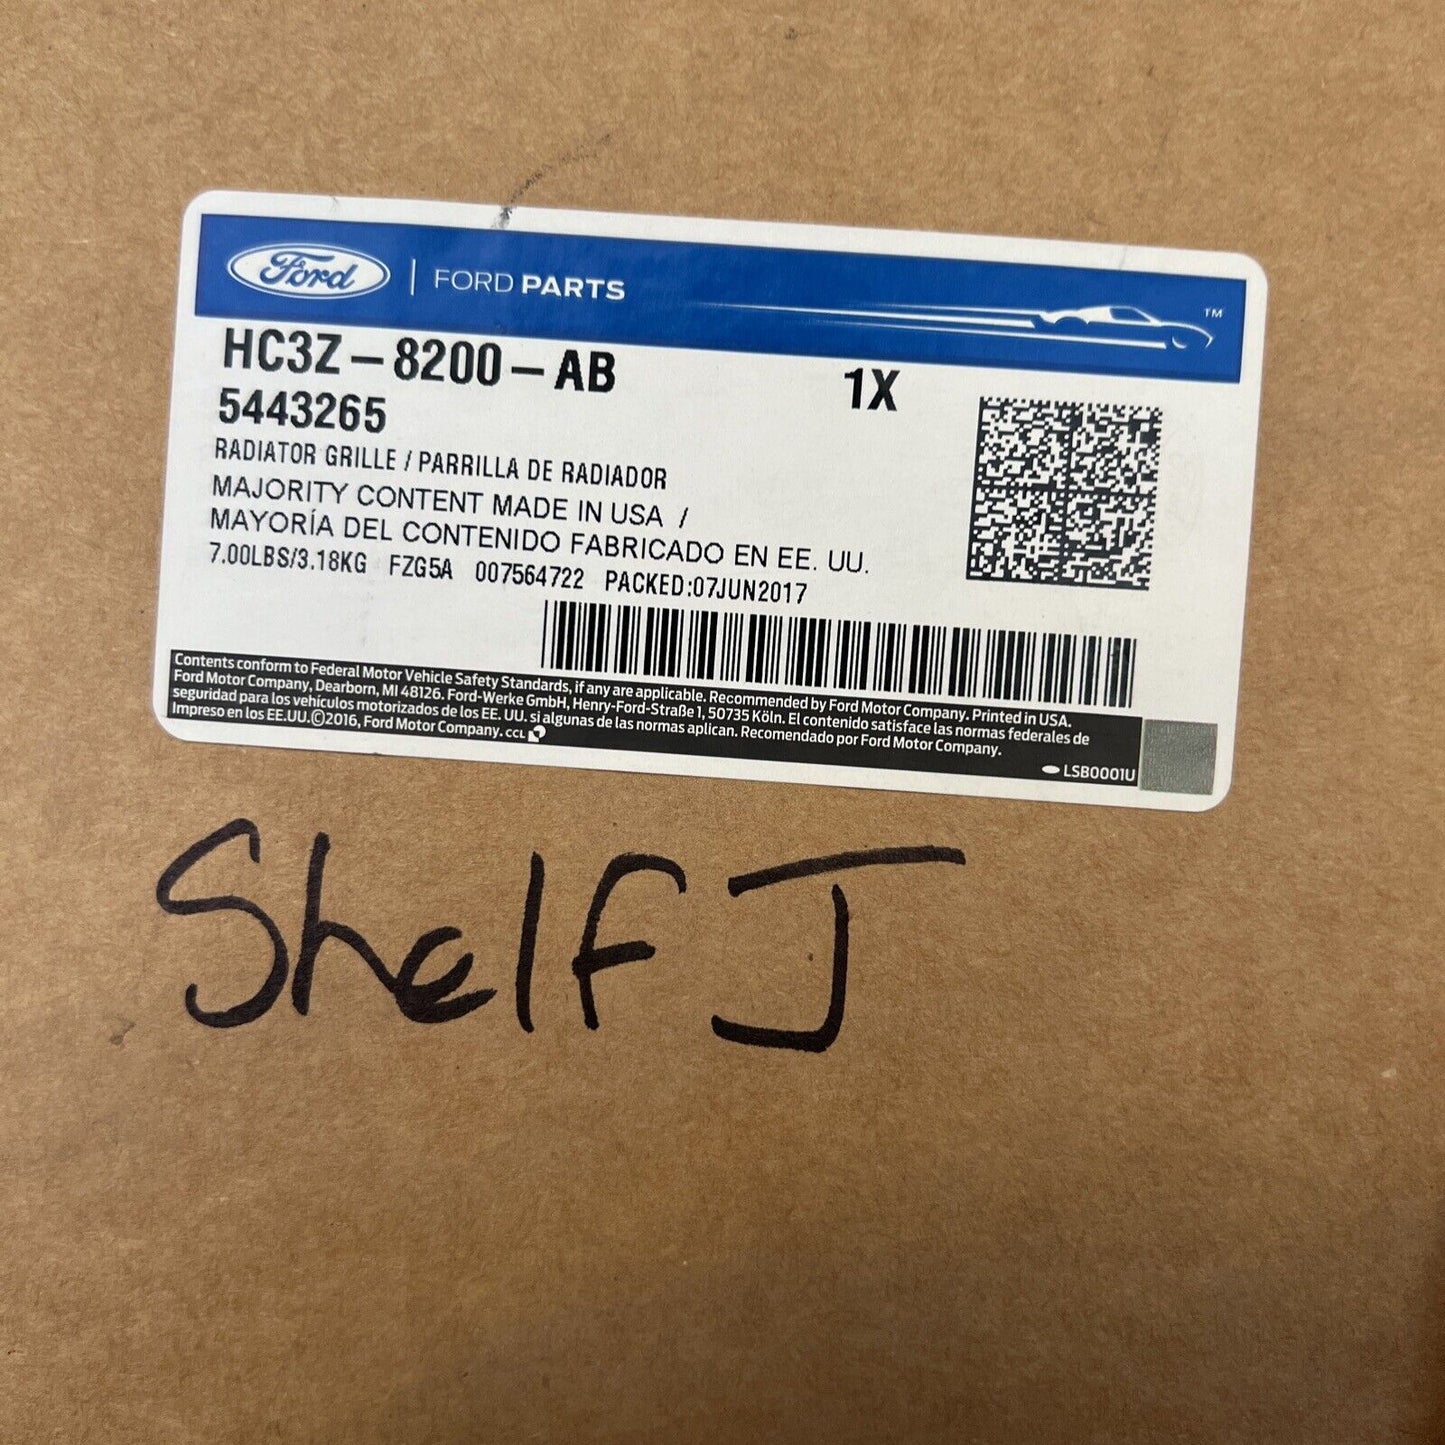 Ford | FORD PARTS
TM
HC3Z-8200-AB
1X
5443265
RADIATOR GRILLE / PARRILLA DE RADIADOR
MAJORITY CONTENT MADE IN USA /
MAYORÍA DEL CONTENIDO FABRICADO EN EE. UU.
7.00LBS/3.18KG FZG5A 007564722 PACKED:07JUN2017
Contents conform to Federal Motor Vehicle Safety Standards, if any are applicable. Recommended by Ford Motor Company. Printed in USA.
Ford Motor Company, Dearborn, MI 48126. Ford-Werke GmbH, Henry-Ford-Straße 1, 50735 Köln. El contenido satisface las normas federales de
seguridad para los vehículos motorizados de los EE. UU. si algunas de las normas aplican. Recomendado por Ford Motor Company.
Impreso en los EE.UU.©2016, Ford Motor Company. CCL
LSB0001U
Shelf J